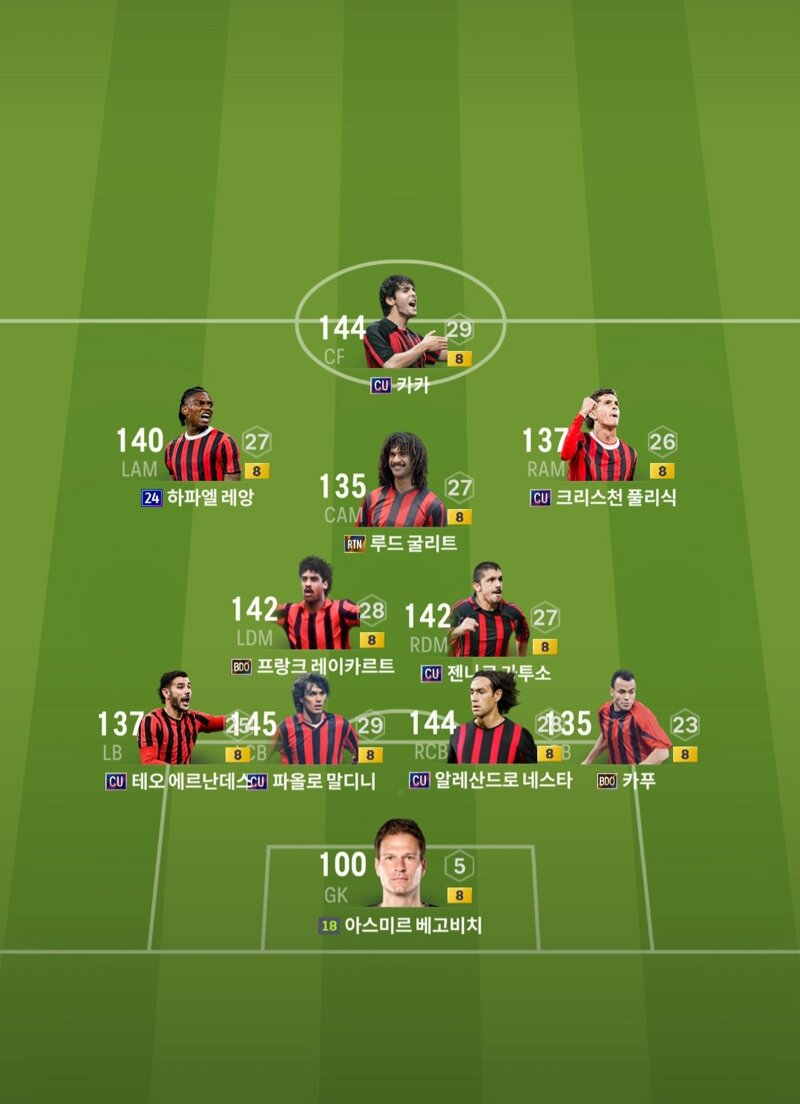 144
CF
29
8
CU 카카
140
LAM
27
8
24 하파엘 레앙
137
RAM
26
8
CU 크리스천 풀리식
135
CAM
27
8
RTN 루드 굴리트
142
LDM
28
8
BDO 프랑크 레이카르트
142
RDM
27
8
CU 젠나로 가투소
137
LB
8
CU 테오 에르난데스
145
CB
29
8
CU 파올로 말디니
144
RCB
8
CU 알레산드로 네스타
135
B
23
8
BDO 카푸
100
GK
5
8
18 아스미르 베고비치